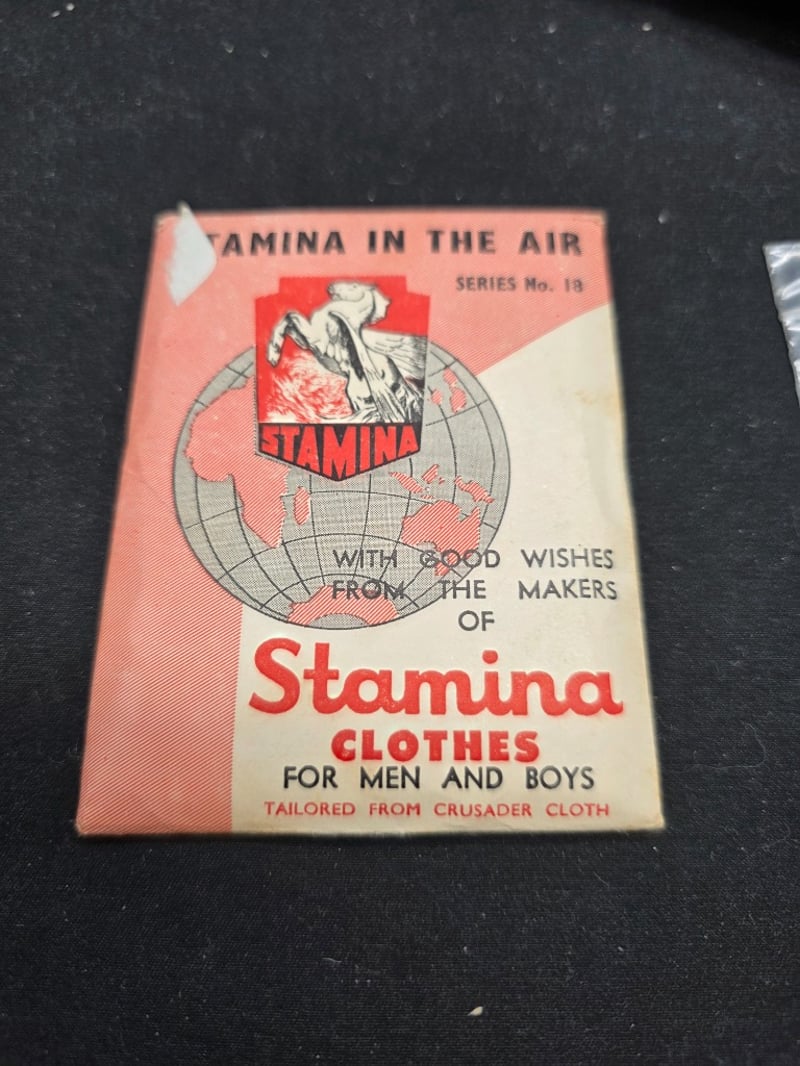 TAMINA IN THE AIR
SERIES No. 18
STAMINA
WITH GOOD WISHES
FROM THE MAKERS
OF
Stamina
CLOTHES
FOR MEN AND BOYS
TAILORED FROM CRUSADER CLOTH